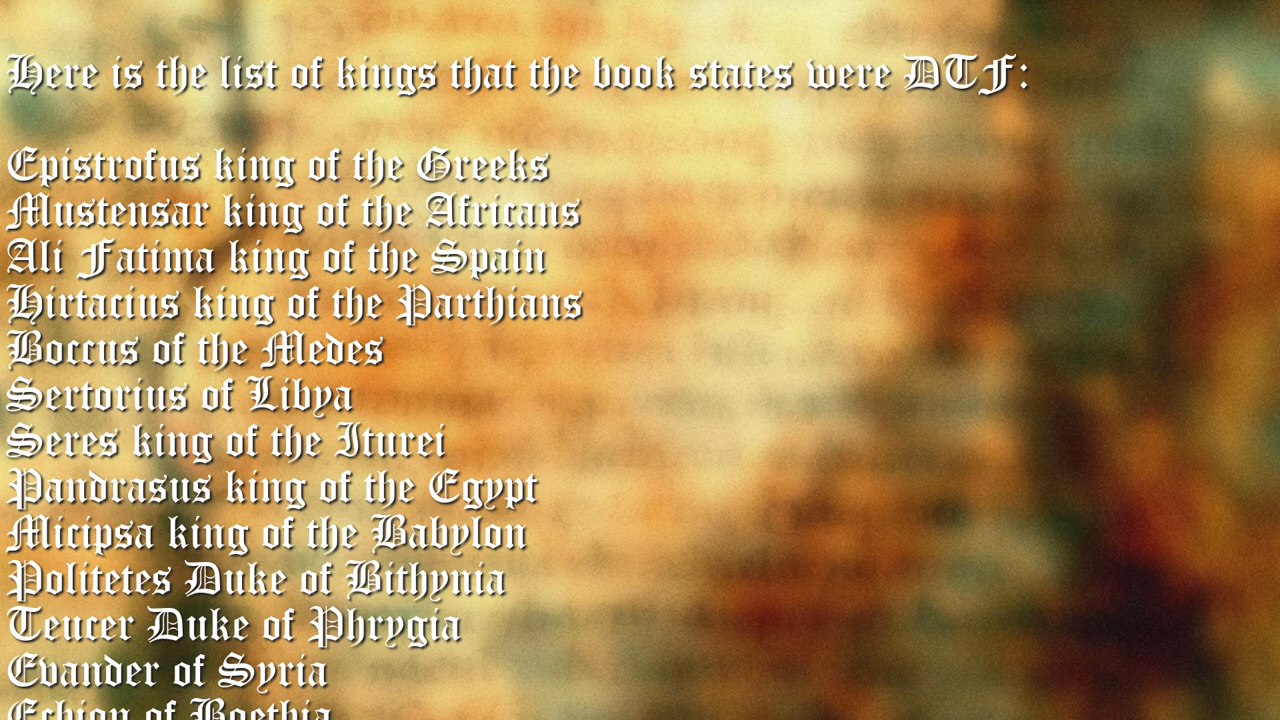 Here is the list of kings that the book states were DTF:
Epistrofus king of the Greeks
Mustensar king of the Africans
Ali Fatima king of the Spain
Hirtacius king of the Parthians
Boccus of the Medes
Sertorius of Libya
Seres king of the Iturei
Pandrasus king of the Egypt
Micipsa king of the Babylon
Politetes Duke of Bithynia
Teucer Duke of Phrygia
Evander of Syria
Echion of Boethia